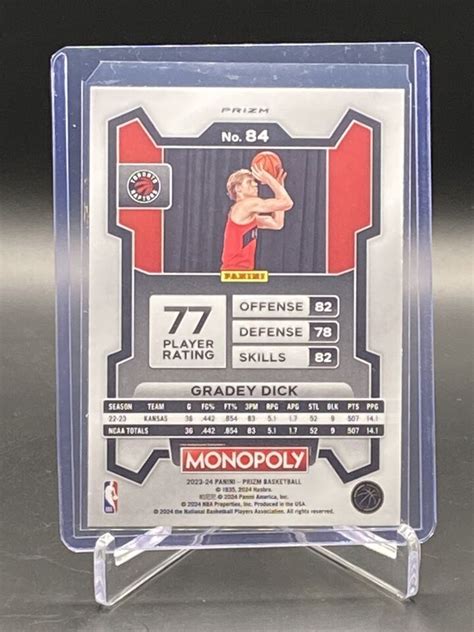 PRIZM
No. 84
TORONTO
RAPTORS
PANINI
77
PLAYER
RATING
OFFENSE 82
DEFENSE 78
SKILLS 82
GRADEY DICK
SEASON TEAM G FG% FT% 3PM RPG APG STL BLK PTS PPG
22-23 KANSAS 36 .442 .854 83 5.1 1.7 52 9 507 14.1
NCAA TOTALS 36 .442 .854 83 5.1 1.7 52 9 507 14.1
MONOPOLY
2023-24 PANINI - PRIZM BASKETBALL
© 1935, 2024 Hasbro.
© 2024 Panini America, Inc.
© 2024 NBA Properties, Inc. Produced in the USA
© 2024 the National Basketball Players Association. All rights reserved.